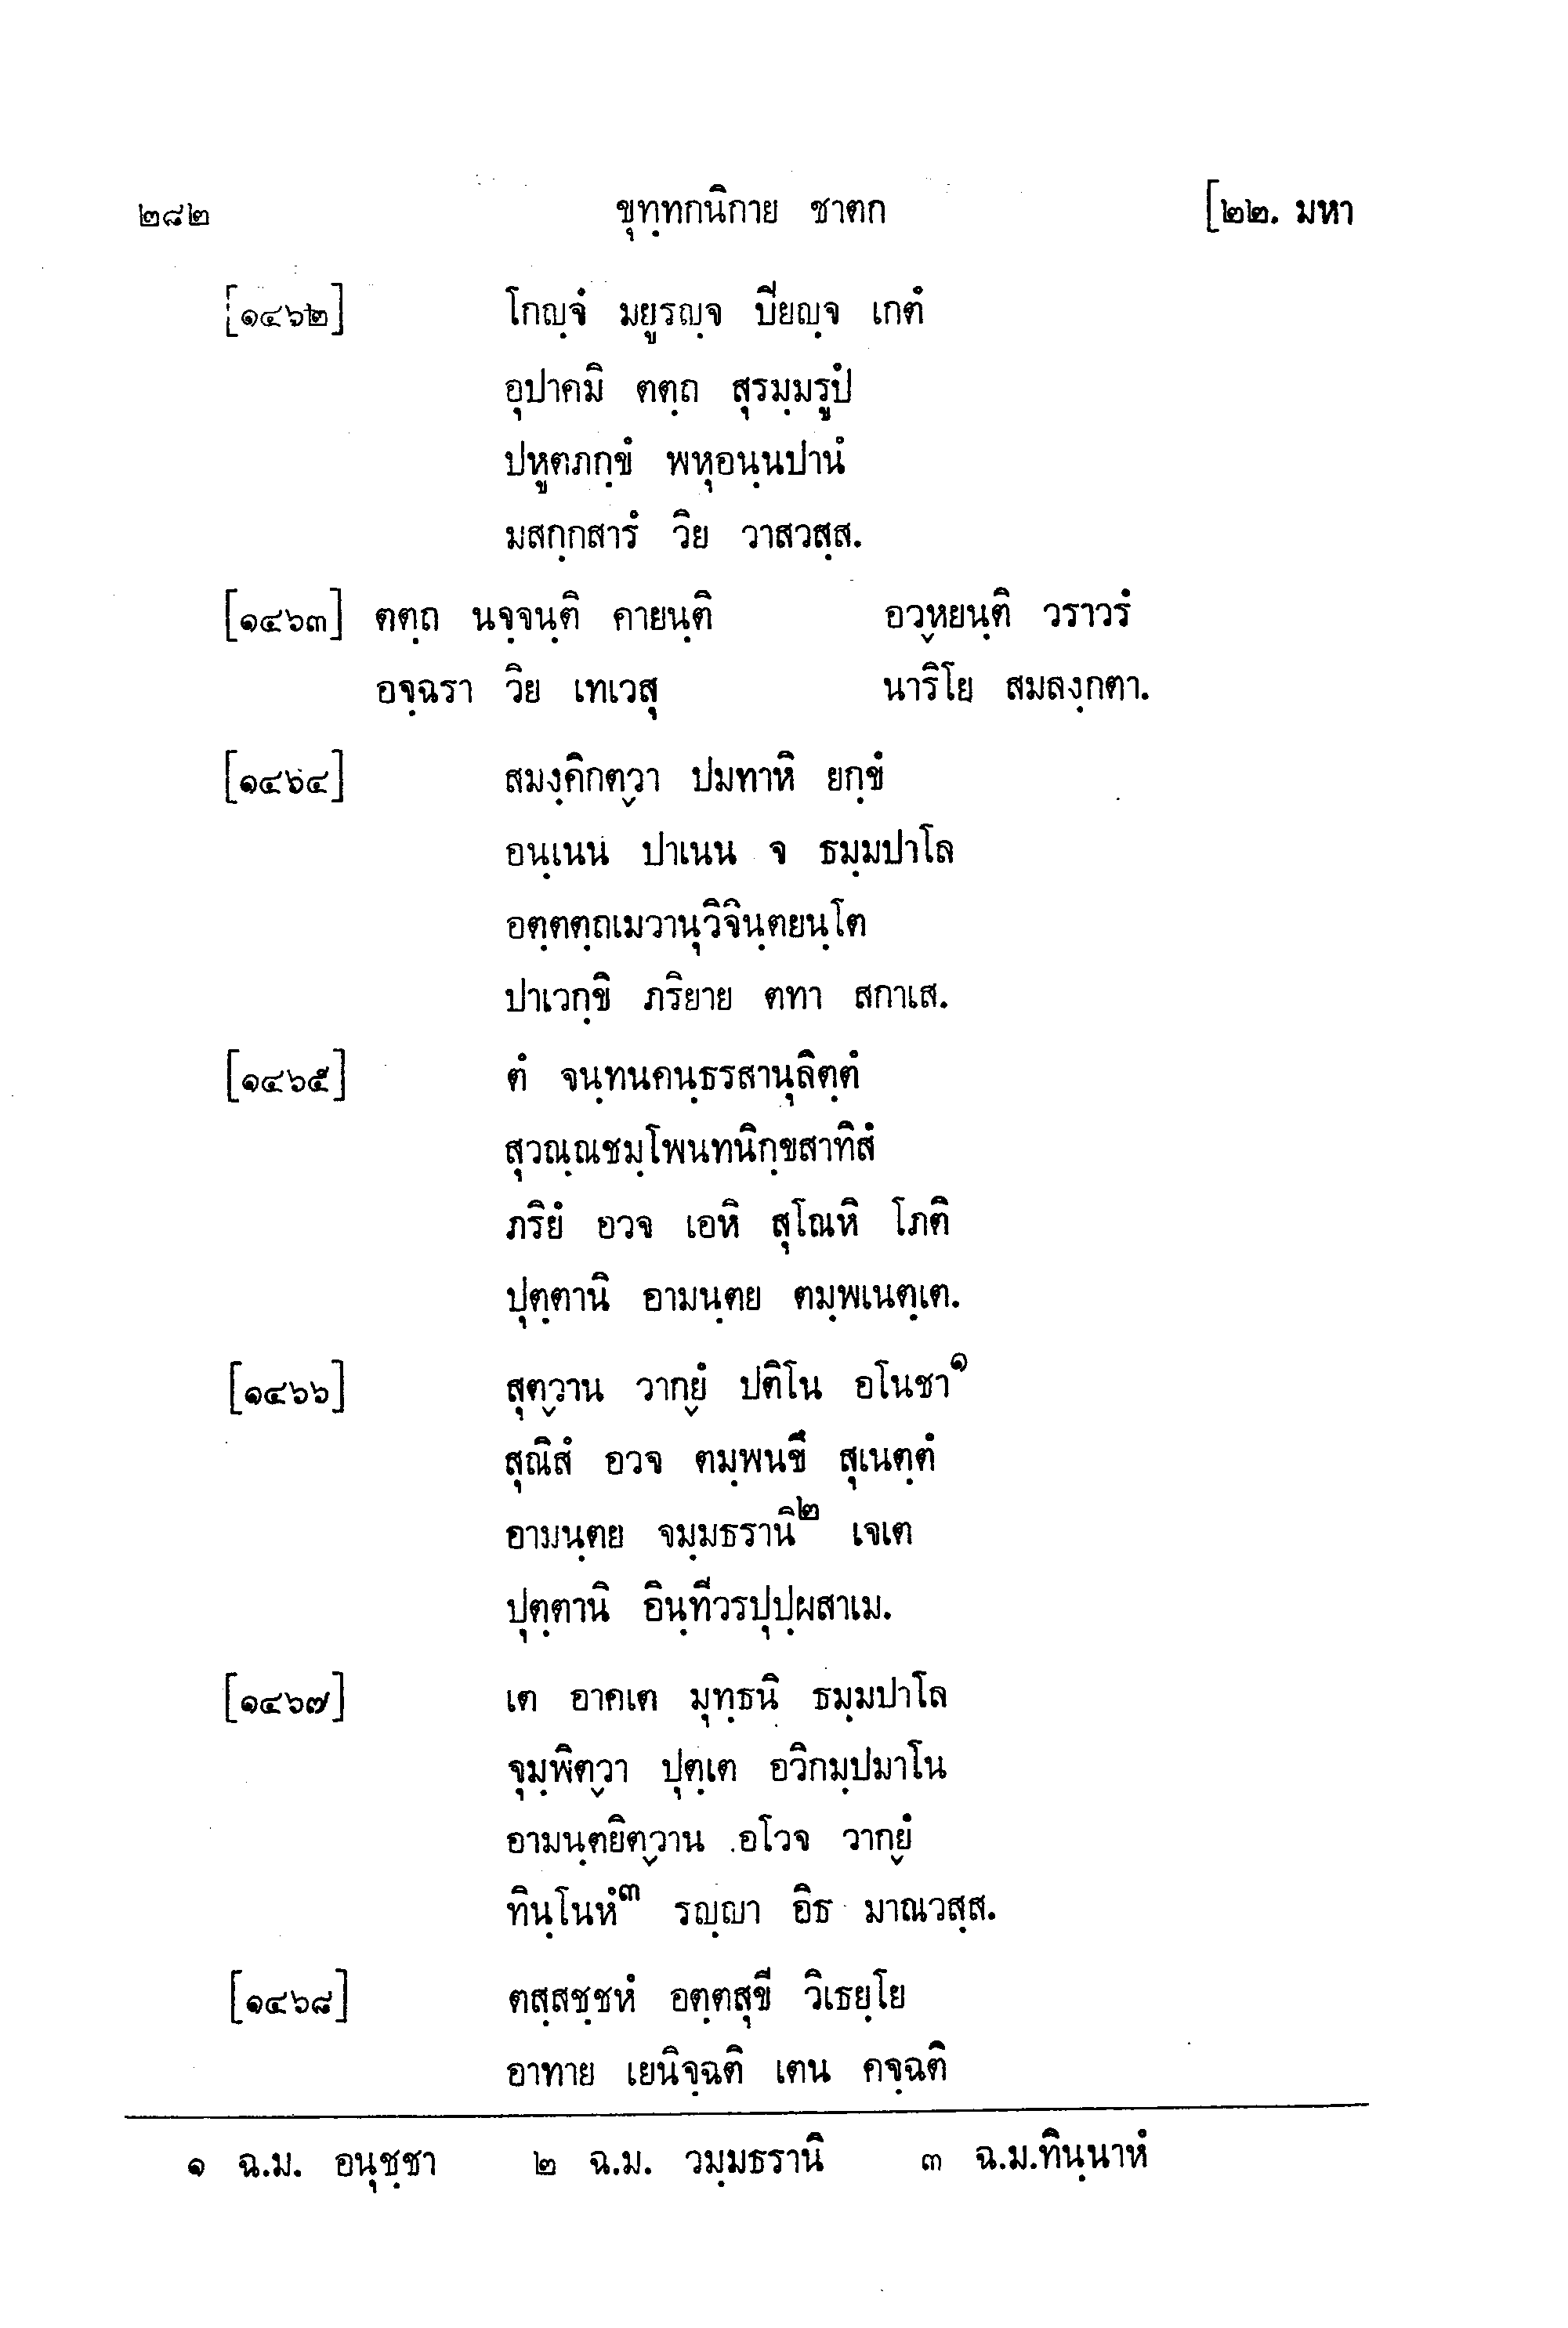 ๒๘๒ ขุทฺทกนิกาย ชาตก [๒๒. มหา
[๑๔๖๒] โกญฺจํ มยูรญฺจ ปิยญฺจ เกตํ
อุปาคมิ ตตฺถ สุรมฺมรูปํ
ปหูตภกฺขํ พหุอนฺนปานํ
มสกฺกสารํ วิย วาสวสฺส.
[๑๔๖๓] ตตฺถ นจฺจนฺติ คายนฺติ อวฺหยนฺติ วราวรํ
อจฺฉรา วิย เทเวสุ นาริโย สมลงฺกตา.
[๑๔๖๔] สมงฺคิกตฺวา ปมทาหิ ยกฺขํ
อนฺเนน ปาเนน จ ธมฺมปาโล
อตฺตตฺถเมวานุวิจินฺตยนฺโต
ปาเวกฺขิ ภริยาย ตทา สกาเส.
[๑๔๖๕] ตํ จนฺทนคนฺธรสานุลิตฺตํ
สุวณฺณชมฺโพนทนิกฺขสาทิสํ
ภริยํ อวจ เอหิ สุโณหิ โภติ
ปุตฺตานิ อามนฺตย ตมฺพเนตฺเต.
[๑๔๖๖] สุตฺวาน วากฺยํ ปติโน อโนชา๑
สุณิสํ อวจ ตมฺพนขึ สุเนตฺตํ
อามนฺตย จมฺมธรานิ๒ เจเต
ปุตฺตานิ อินฺทีวรปุปฺผสาเม.
[๑๔๖๗] เต อาคเต มุทฺธนิ ธมฺมปาโล
จุมฺพิตฺวา ปุตฺเต อวิกมฺปมาโน
อามนฺตยิตฺวาน อโวจ วากฺยํ
ทินฺโนหํ๓ รญฺญา อิธ มาณวสฺส.
[๑๔๖๘] ตสฺสชฺชหํ อตฺตสุขี วิเธยฺโย
อาทาย เยนิจฺฉติ เตน คจฺฉติ
๑ ฉ.ม. อนุชฺชา ๒ ฉ.ม. วมฺมธรานิ ๓ ฉ.ม.ทินฺนาหํ